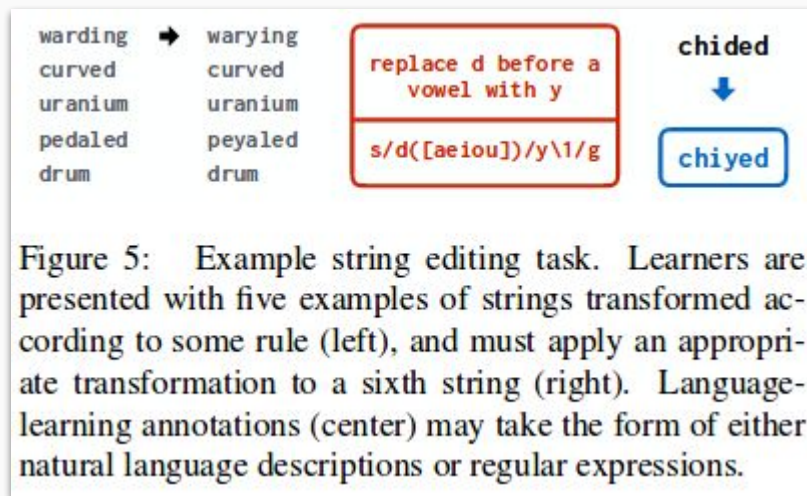 warding ➜ warying
curved curved
uranium uranium
pedaled peyaled
drum drum
replace d before a
vowel with y
s/d([aeiou])/y\1/g
chided
chiyed
Figure 5: Example string editing task. Learners are
presented with five examples of strings transformed ac-
cording to some rule (left), and must apply an appropri-
ate transformation to a sixth string (right). Language-
learning annotations (center) may take the form of either
natural language descriptions or regular expressions.